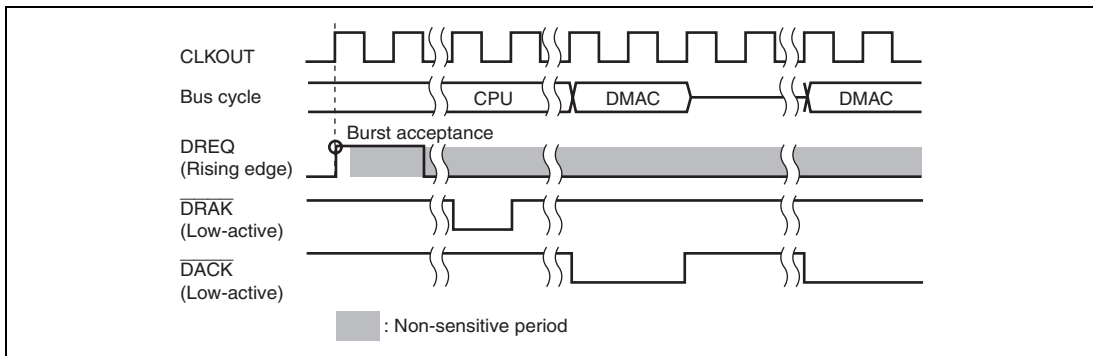 CLKOUT
Bus cycle
CPU
DMAC
DMAC
Burst acceptance
DREQ
(Rising edge)
DRAK
(Low-active)
DACK
(Low-active)
: Non-sensitive period